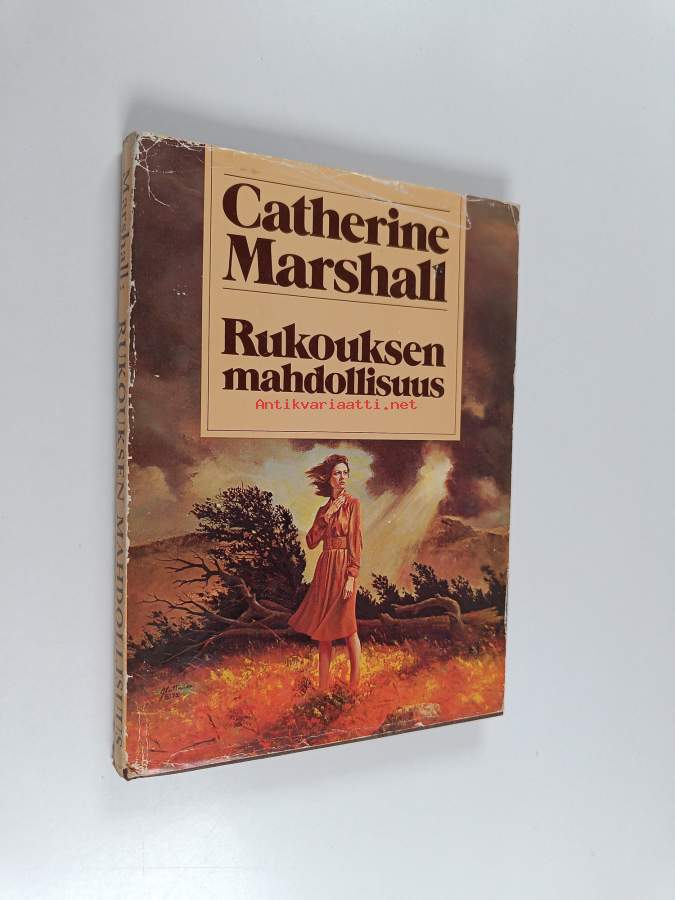 Catherine
Marshall
Rukouksen
mahdollisuus
Antikvariaatti.net
Marshall: RUKOUKSEN MAHDOLLISUUS